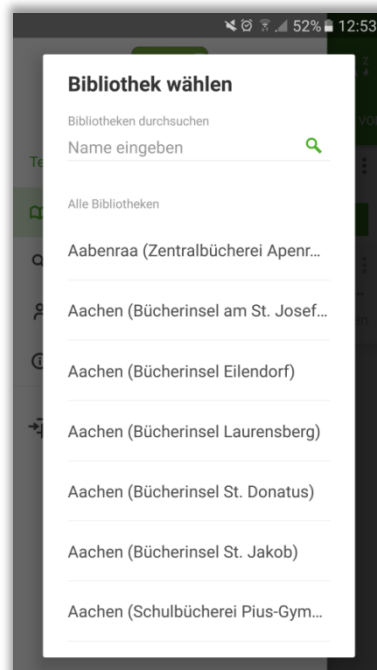 52% 12:53
Bibliothek wählen
Bibliotheken durchsuchen
Name eingeben
Alle Bibliotheken
Aabenraa (Zentralbücherei Apenr...
Aachen (Bücherinsel am St. Josef...
Aachen (Bücherinsel Eilendorf)
Aachen (Bücherinsel Laurensberg)
Aachen (Bücherinsel St. Donatus)
Aachen (Bücherinsel St. Jakob)
Aachen (Schulbücherei Pius-Gym...